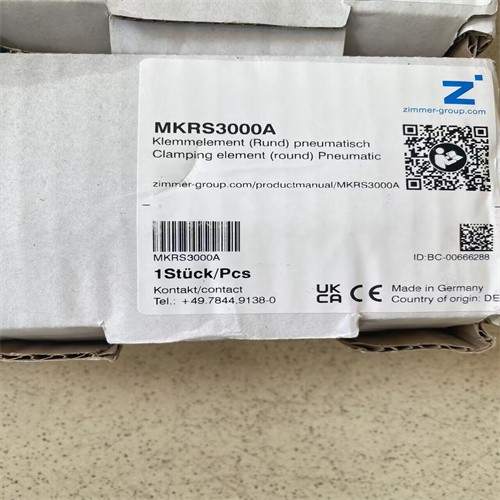 Z
zimmer-group.com
MKRS3000A
Klemmelement (Rund) pneumatisch
Clamping element (round) Pneumatic
zimmer-group.com/productmanual/MKRS3000A
MKRS3000A
ID:BC-00666288
1Stück/Pcs
Kontakt/contact
Tel.: +49.7844.9138-0
UK
CA
CE
Made in Germany
Country of origin: DE